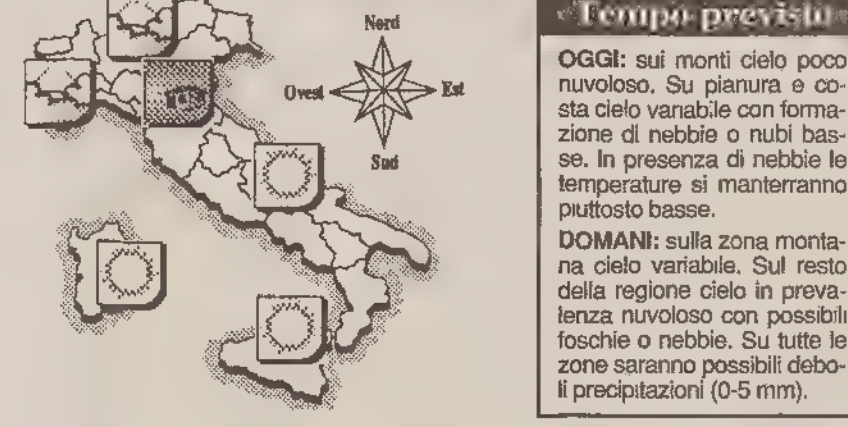 Nord
Ovest
Est
Sud
Tempo previsto
OGGI: sui monti cielo poco
nuvoloso. Su pianura e co-
sta cielo variabile con forma-
zione di nebbie o nubi bas-
se. In presenza di nebbie le
temperature si manterranno
piuttosto basse.
DOMANI: sulla zona monta-
na cielo variabile. Sul resto
della regione cielo in preva-
lenza nuvoloso con possibili
foschie o nebbie. Su tutte le
zone saranno possibili debo-
li precipitazioni (0-5 mm).